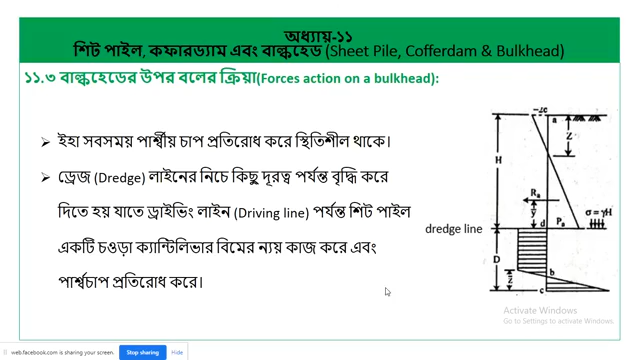 অধ্যায়-১১
শিট পাইল, কফারড্যাম এবং বাল্কহেড (Sheet Pile, Cofferdam & Bulkhead)
১১.৩ বাল্কহেডের উপর বলের ক্রিয়া(Forces action on a bulkhead):
➢ ইহা সবসময় পার্শ্বীয় চাপ প্রতিরোধ করে স্থিতিশীল থাকে।
➢ ড্রেজ (Dredge) লাইনের নিচে কিছু দূরত্ব পর্যন্ত বৃদ্ধি করে
দিতে হয় যাতে ড্রাইভিং লাইন (Driving line) পর্যন্ত শিট পাইল
একটি চওড়া ক্যান্টিলিভার বিমের ন্যয় কাজ করে এবং
পার্শ্বচাপ প্রতিরোধ করে।
-2c
a
Z
H
Rₐ
y
Pₐ
σ = γH
d
dredge line
D
b
z
c
Activate Windows
Go to Settings to activate Windows.
web.facebook.com is sharing your screen.
Stop sharing
Hide